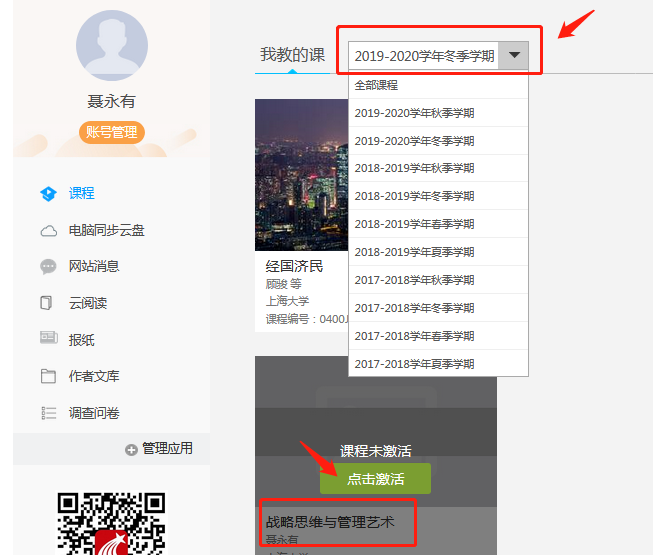 聂永有
账号管理
课程
电脑同步云盘
网站消息
云阅读
报纸
作者文库
调查问卷
管理应用
我教的课
2019-2020学年冬季学期
全部课程
2019-2020学年秋季学期
2019-2020学年冬季学期
2018-2019学年秋季学期
2018-2019学年冬季学期
2018-2019学年春季学期
2018-2019学年夏季学期
2017-2018学年秋季学期
2017-2018学年冬季学期
2017-2018学年春季学期
2017-2018学年夏季学期
经国济民
顾骏 等
上海大学
课程编号：0400
课程未激活
点击激活
战略思维与管理艺术
聂永有